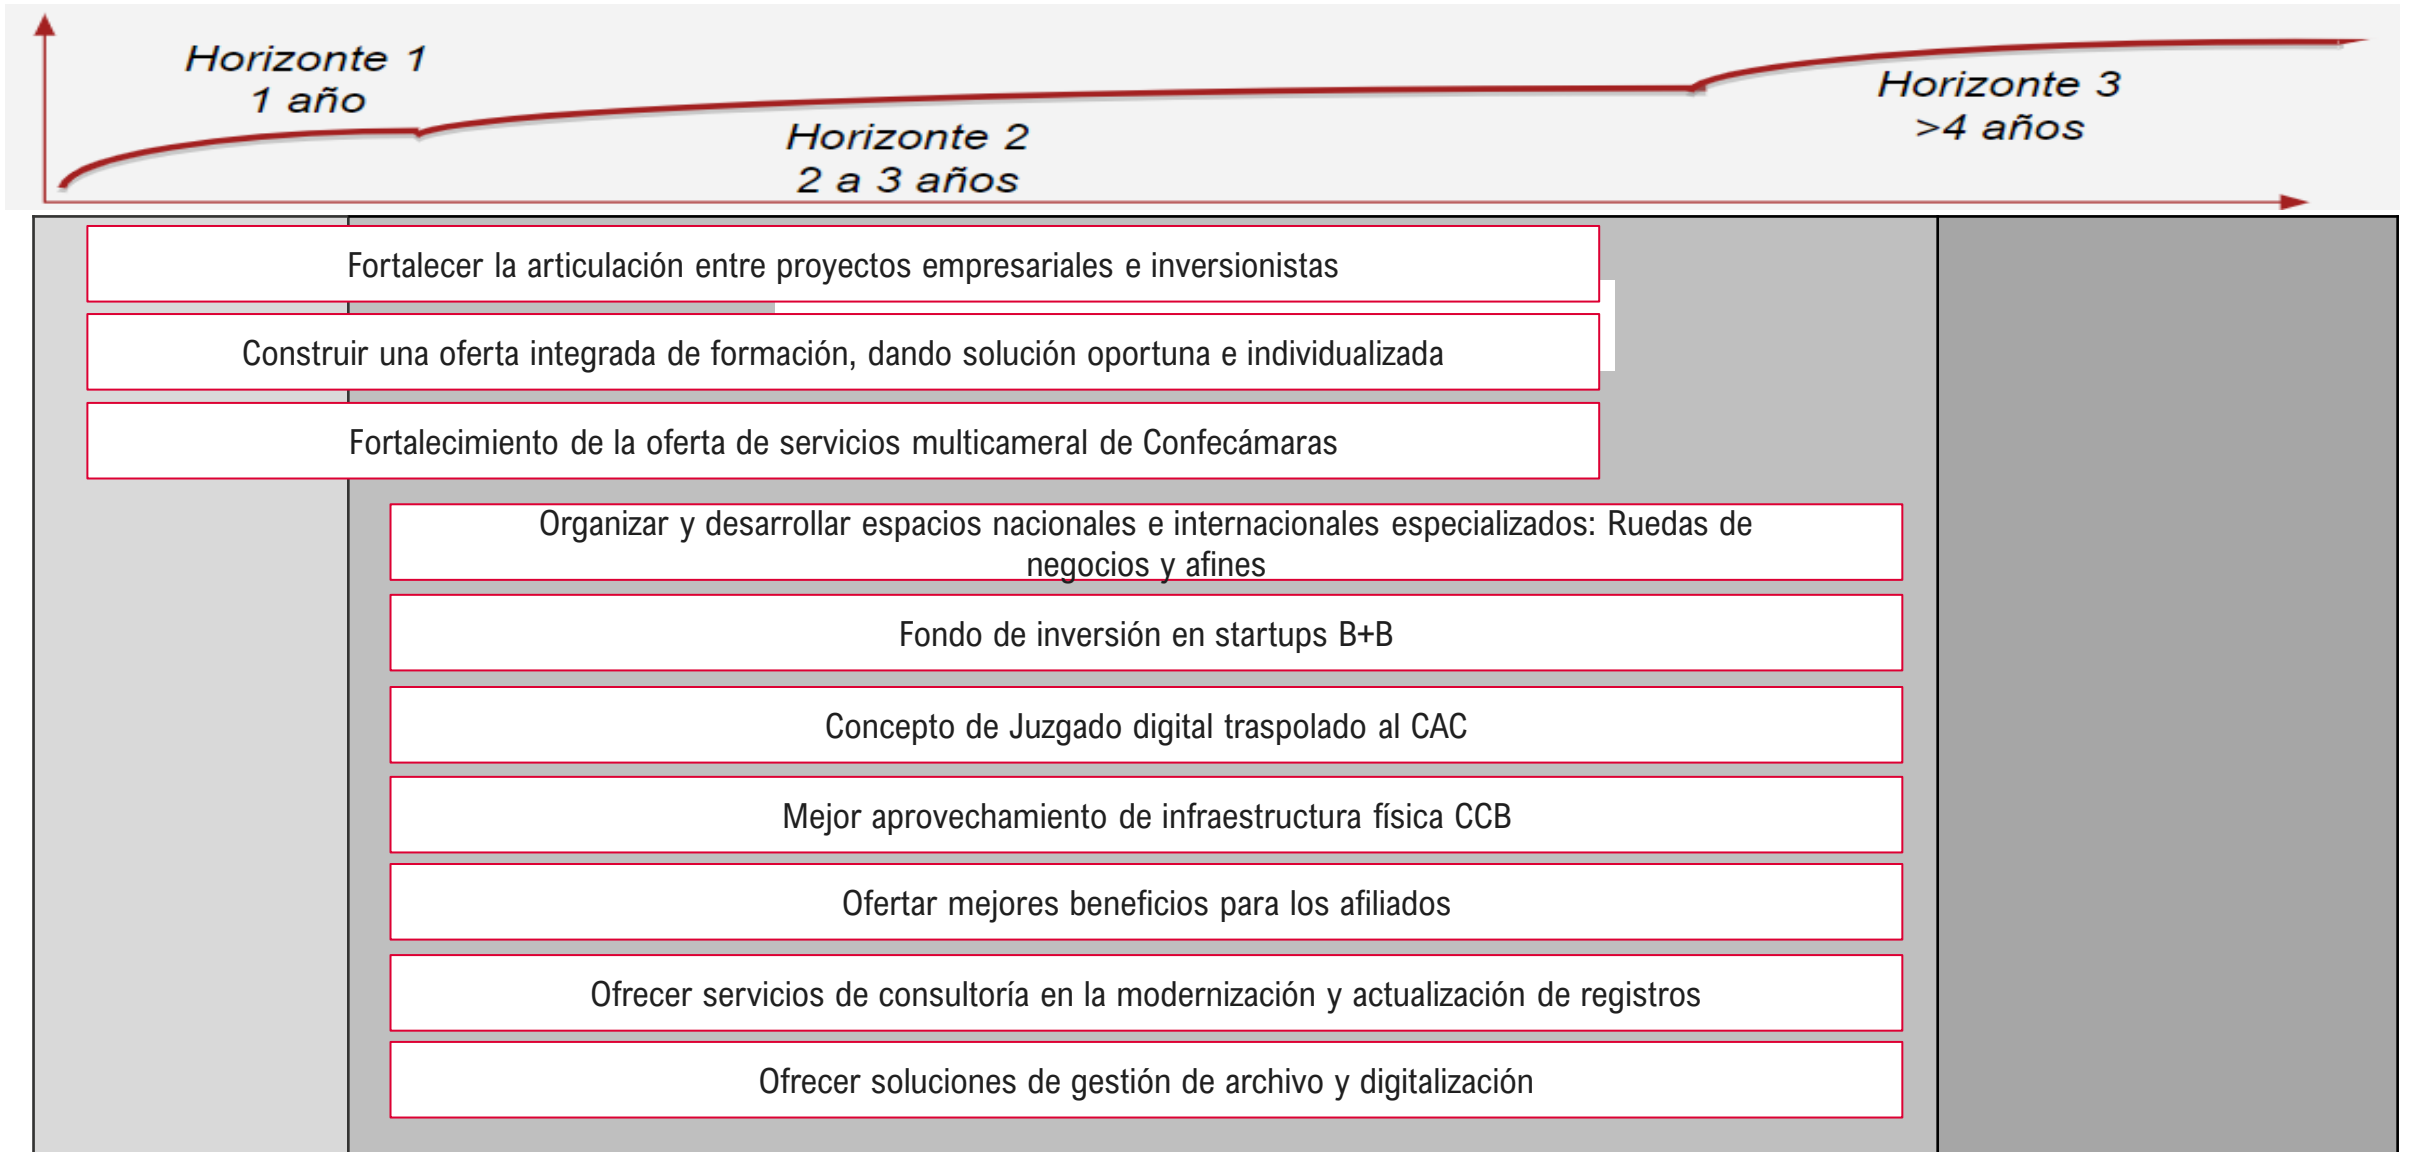 Horizonte 1
1 año
Horizonte 2
2 a 3 años
Horizonte 3
>4 años
Fortalecer la articulación entre proyectos empresariales e inversionistas
Construir una oferta integrada de formación, dando solución oportuna e individualizada
Fortalecimiento de la oferta de servicios multicameral de Confecámaras
Organizar y desarrollar espacios nacionales e internacionales especializados: Ruedas de
negocios y afines
Fondo de inversión en startups B+B
Concepto de Juzgado digital traspolado al CAC
Mejor aprovechamiento de infraestructura física CCB
Ofertar mejores beneficios para los afiliados
Ofrecer servicios de consultoría en la modernización y actualización de registros
Ofrecer soluciones de gestión de archivo y digitalización